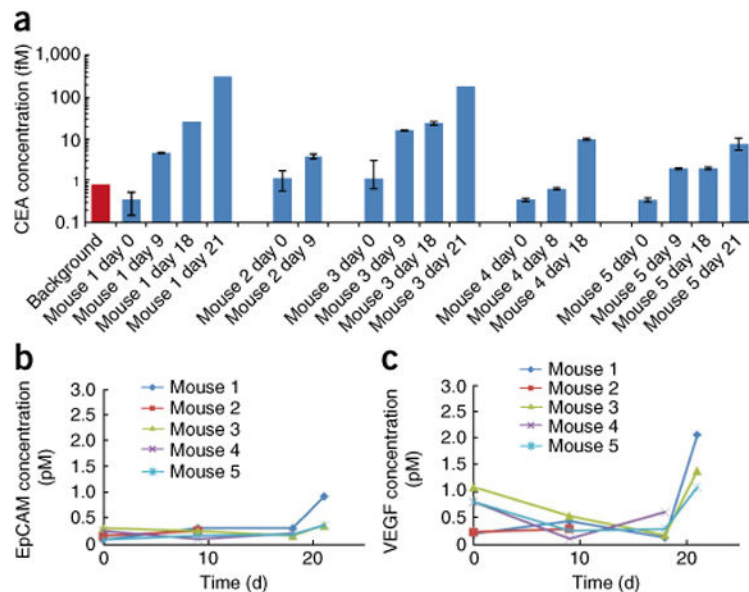 a
CEA concentration (fM)
1,000
100
10
1
0.1
Background
Mouse 1 day 0
Mouse 1 day 9
Mouse 1 day 18
Mouse 1 day 21
Mouse 2 day 0
Mouse 2 day 9
Mouse 3 day 0
Mouse 3 day 9
Mouse 3 day 18
Mouse 3 day 21
Mouse 4 day 0
Mouse 4 day 8
Mouse 4 day 18
Mouse 5 day 0
Mouse 5 day 9
Mouse 5 day 18
Mouse 5 day 21
b
EpCAM concentration
(pM)
3.0
2.5
2.0
1.5
1.0
0.5
0
Mouse 1
Mouse 2
Mouse 3
Mouse 4
Mouse 5
0
10
20
Time (d)
c
VEGF concentration
(pM)
3.0
2.5
2.0
1.5
1.0
0.5
0
Mouse 1
Mouse 2
Mouse 3
Mouse 4
Mouse 5
0
10
20
Time (d)